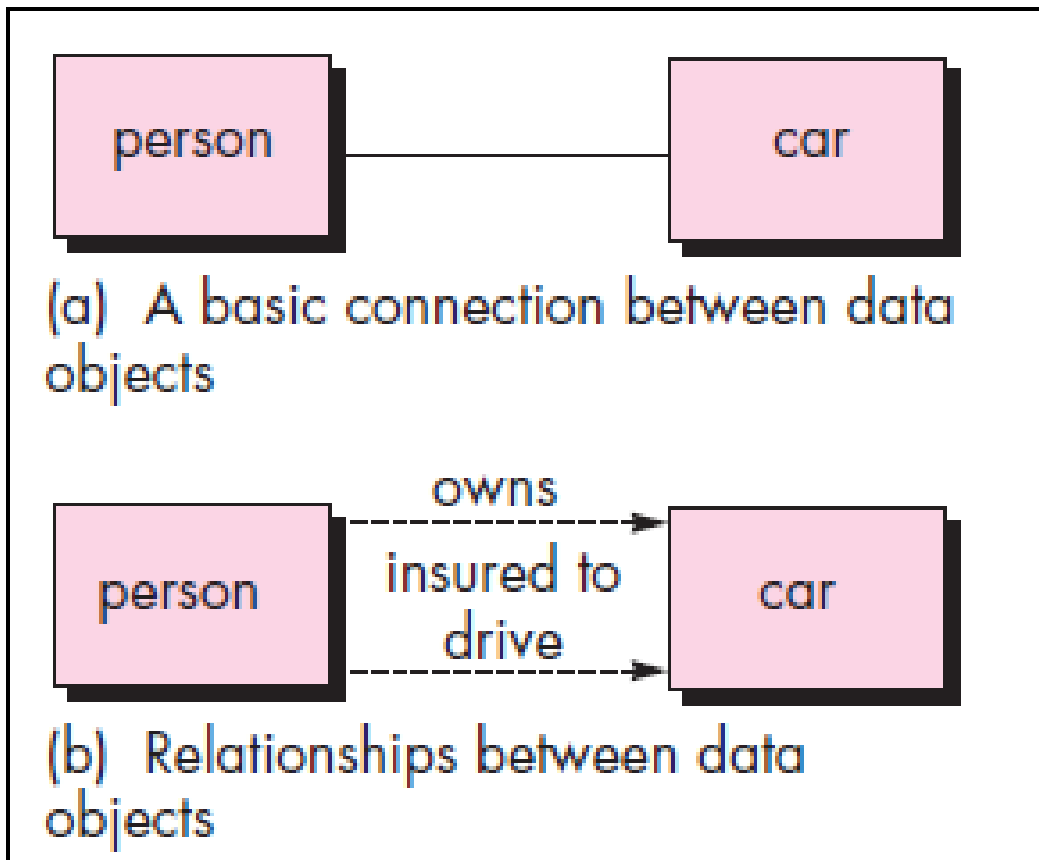 person car
(a) A basic connection between data
objects
owns
insured to
person car
drive
(b) Relationships between data
objects